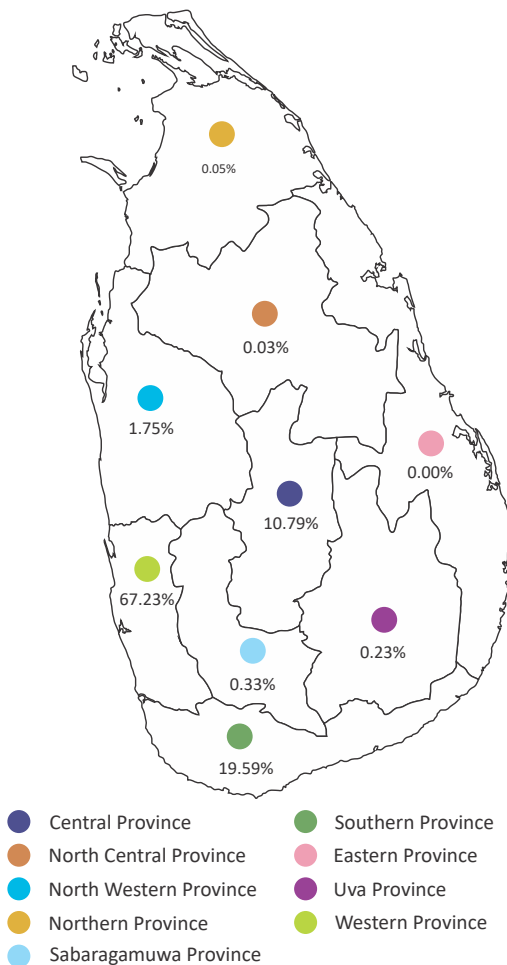 0.05%
0.03%
1.75%
0.00%
10.79%
67.23%
0.23%
0.33%
19.59%
Central Province
North Central Province
North Western Province
Northern Province
Sabaragamuwa Province
Southern Province
Eastern Province
Uva Province
Western Province